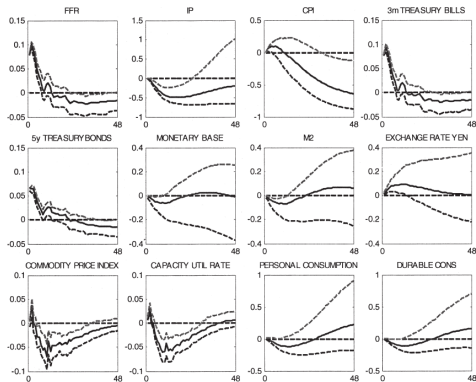 FFR IP CPI 3m TREASURY BILLS
0.15 0.5 0.5 0.15
0.1 0.1
0 0
0.05 0.05
-0.5
0 0 0
-0.5
-0.05 -1 -1 -0.05
0 48 0 48 0 48 0 48
5y TREASURY BONDS MONETARY BASE M2 EXCHANGE RATE YEN
0.15 0.4 0.4 0.4
0.1 0.2 0.2 0.2
0.05 0 0 0
0 -0.2 -0.2 -0.2
-0.05 -0.4 -0.4 -0.4
0 48 0 48 0 48 0 48
COMMODITY PRICE INDEX CAPACITY UTIL RATE PERSONAL CONSUMPTION DURABLE CONS
0.1 0.1 1 1
0.05 0.05 0.5 0.5
0 0
-0.05 -0.05 0 0
-0.1 -0.1 -0.5 -0.5
0 48 0 48 0 48 0 48